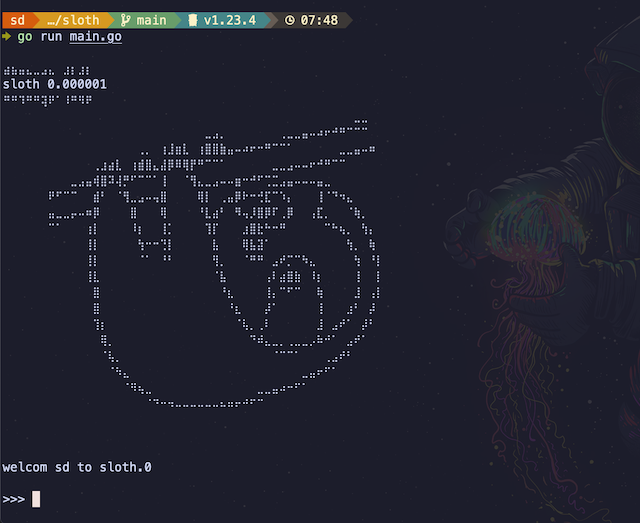 sd …/sloth main v1.23.4 07:48
go run main.go
sloth 0.000001
welcom sd to sloth.0
>>>